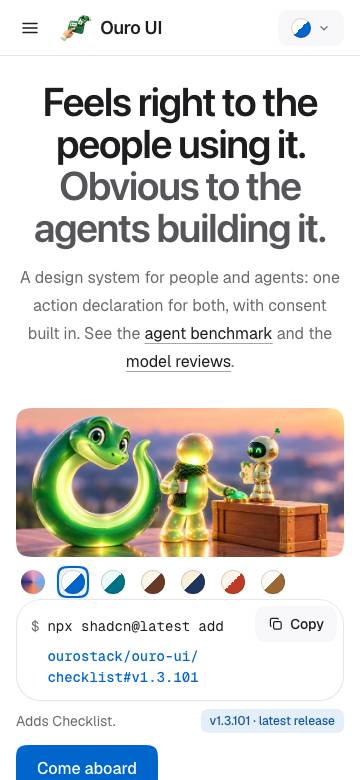 Ouro UI
Feels right to the
people using it.
Obvious to the
agents building it.
A design system for people and agents: one
action declaration for both, with consent
built in. See the agent benchmark and the
model reviews.
$ npx shadcn@latest add
Copy
ourostack/ouro-ui/
checklist#v1.3.101
Adds Checklist.
v1.3.101 · latest release
Come aboard